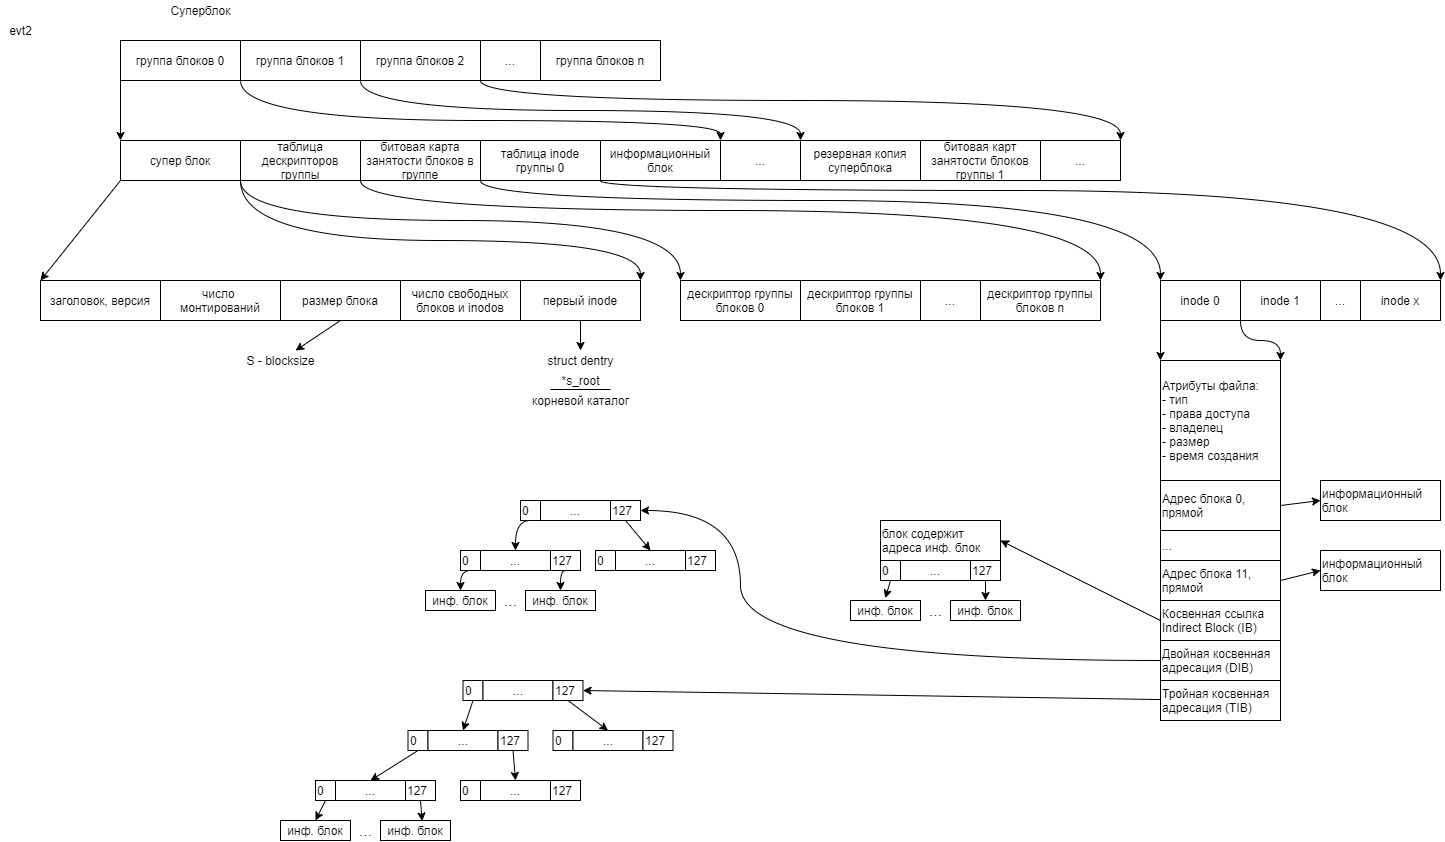 Суперблок
evt2
группа блоков 0
группа блоков 1
группа блоков 2
...
группа блоков n
супер блок
таблица
дескрипторов
группы
битовая карта
занятости блоков в
группе
таблица inode
группы 0
информационный
блок
...
резервная копия
суперблока
битовая карт
занятости блоков
группы 1
...
заголовок, версия
число
монтирований
размер блока
число свободных
блоков и inodов
первый inode
дескриптор группы
блоков 0
дескриптор группы
блоков 1
...
дескриптор группы
блоков n
inode 0
inode 1
...
inode x
S - blocksize
struct dentry
*s_root
корневой каталог
Атрибуты файла:
- тип
- права доступа
- владелец
- размер
- время создания
Адрес блока 0,
прямой
информационный
блок
...
Адрес блока 11,
прямой
информационный
блок
Косвенная ссылка
Indirect Block (IB)
Двойная косвенная
адресация (DIB)
Тройная косвенная
адресация (TIB)
блок содержит
адреса инф. блок
0 ... 127
инф. блок ... инф. блок
0 ... 127
0 ... 127
0 ... 127
инф. блок ... инф. блок
0 ... 127
0 ... 127
0 ... 127
0 ... 127
0 ... 127
инф. блок ... инф. блок